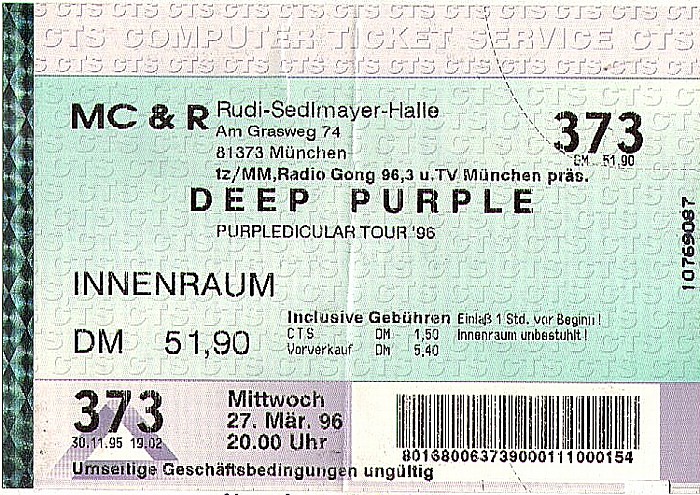 CTS COMPUTER TICKET SERVICE CTS
MC & R
Rudi-Sedlmayer-Halle
Am Grasweg 74
81373 München
373
DM 51,90
tz/MM,Radio Gong 96,3 u.TV München präs.
DEEP PURPLE
PURPLEDICULAR TOUR '96
10769087
INNENRAUM
DM 51,90
Inclusive Gebühren
CTS DM 1,50
Vorverkauf DM 5,40
Einlaß 1 Std. vor Beginn!
Innenraum unbestuhlt!
373
30.11.95 19.02
Mittwoch
27. Mär. 96
20.00 Uhr
801680063739000111000154
Umseitige Geschäftsbedingungen ungültig